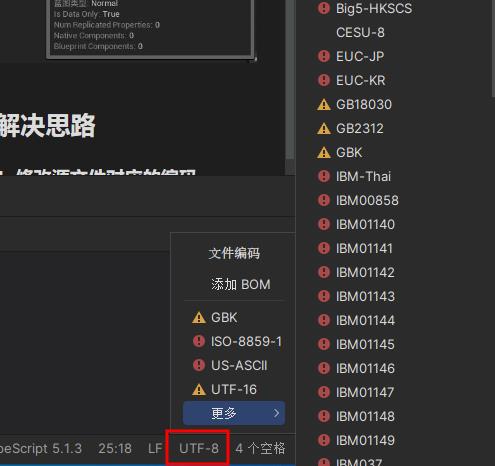 蓝图类型: Normal
Is Data Only: True
Num Replicated Properties: 0
Native Components: 0
Blueprint Components: 0
解决思路
修改源文件对应的编码
文件编码
添加 BOM
GBK
ISO-8859-1
US-ASCII
UTF-16
更多
peScript 5.1.3 25:18 LF UTF-8 4 个空格
Big5-HKSCS
CESU-8
EUC-JP
EUC-KR
GB18030
GB2312
GBK
IBM-Thai
IBM00858
IBM01140
IBM01141
IBM01142
IBM01143
IBM01144
IBM01145
IBM01146
IBM01147
IBM01148
IBM01149
IBM037